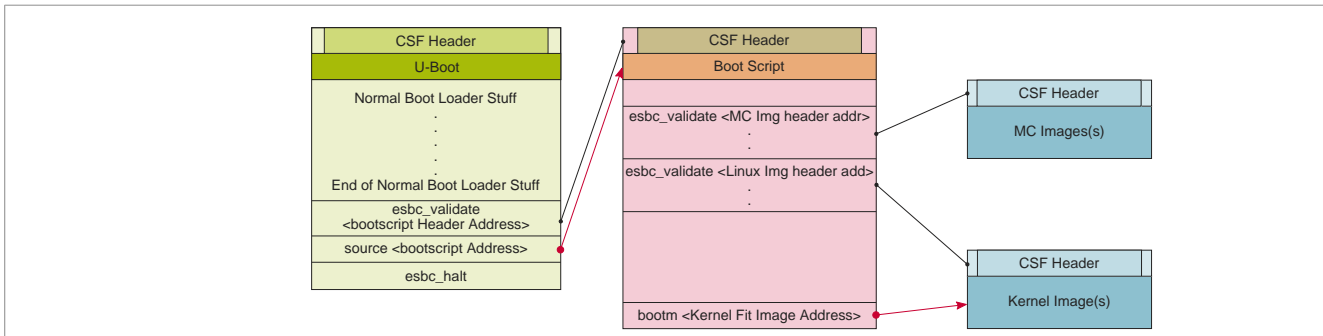 CSF Header
U-Boot
Normal Boot Loader Stuff
.
.
.
.
End of Normal Boot Loader Stuff
esbc_validate
<bootscript Header Address>
source <bootscript Address>
esbc_halt
CSF Header
Boot Script
esbc_validate <MC Img header addr>
.
.
esbc_validate <Linux Img header add>
.
.
bootm <Kernel Fit Image Address>
CSF Header
MC Images(s)
CSF Header
Kernel Image(s)